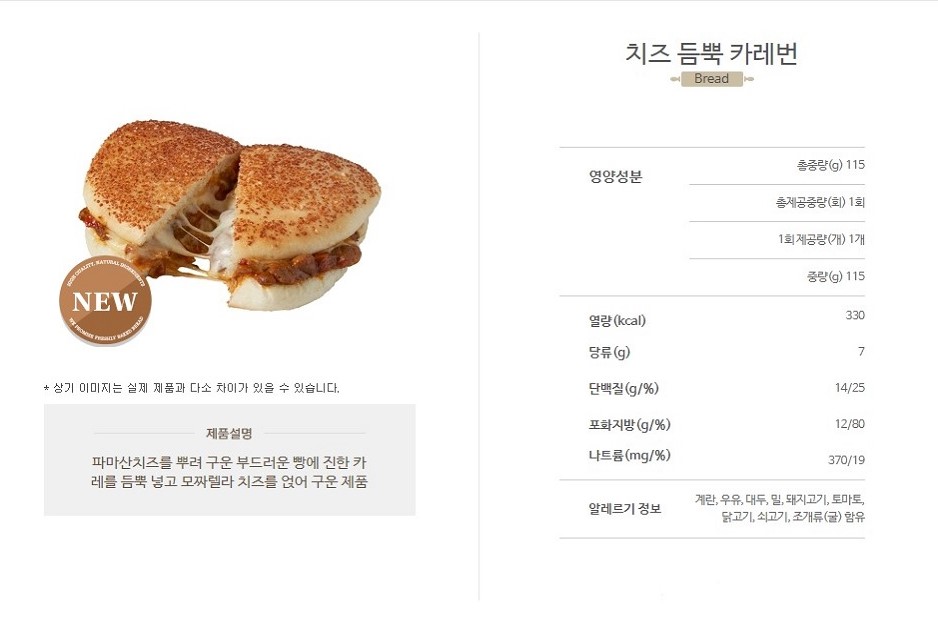 HIGH QUALITY, NATURAL INGREDIENTS
NEW
WE PROMISE FRESHLY BAKED BREAD
* 상기 이미지는 실제 제품과 다소 차이가 있을 수 있습니다.
제품설명
파마산치즈를 뿌려 구운 부드러운 빵에 진한 카
레를 듬뿍 넣고 모짜렐라 치즈를 얹어 구운 제품
치즈 듬뿍 카레번
Bread
영양성분
총중량(g) 115
총제공중량(회) 1회
1회 제공량(개) 1개
중량(g) 115
열량(kcal) 330
당류(g) 7
단백질(g/%) 14/25
포화지방(g/%) 12/80
나트륨(mg/%) 370/19
알레르기 정보
계란, 우유, 대두, 밀, 돼지고기, 토마토,
닭고기, 쇠고기, 조개류(굴) 함유